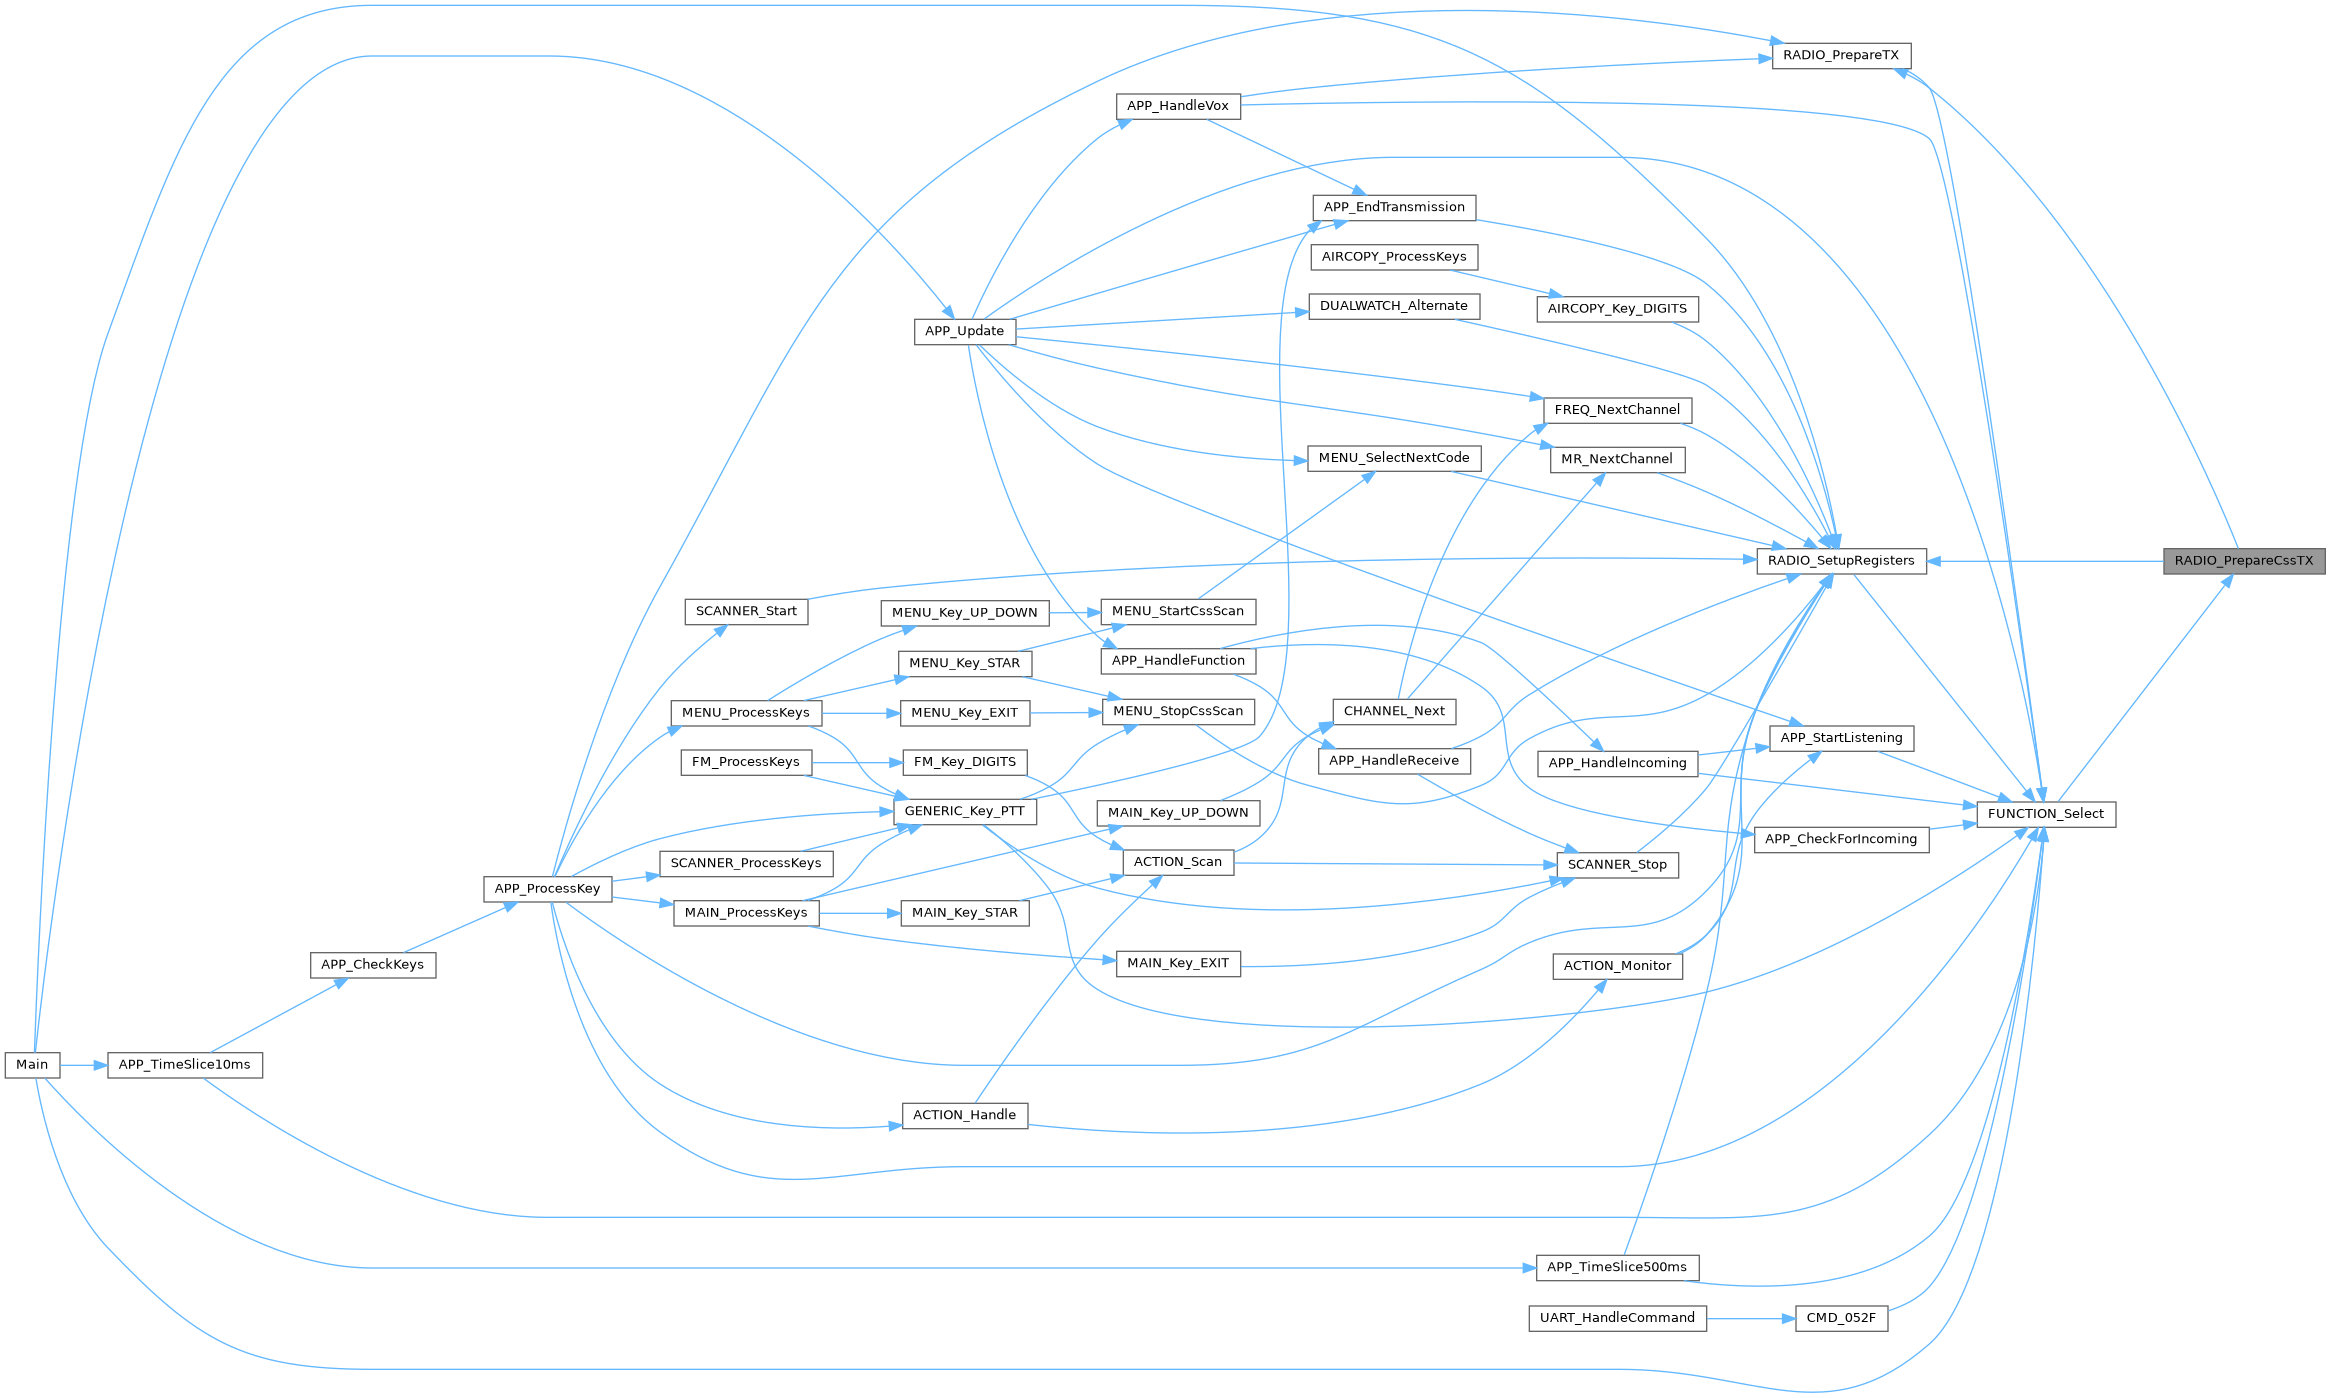 RADIO_PrepareTX
APP_HandleVox
APP_EndTransmission
AIRCOPY_ProcessKeys
DUALWATCH_Alternate
AIRCOPY_Key_DIGITS
APP_Update
FREQ_NextChannel
MENU_SelectNextCode
MR_NextChannel
RADIO_SetupRegisters
RADIO_PrepareCssTX
SCANNER_Start
MENU_Key_UP_DOWN
MENU_StartCssScan
MENU_Key_STAR
APP_HandleFunction
MENU_ProcessKeys
MENU_Key_EXIT
MENU_StopCssScan
CHANNEL_Next
APP_StartListening
FM_ProcessKeys
FM_Key_DIGITS
APP_HandleReceive
APP_HandleIncoming
GENERIC_Key_PTT
MAIN_Key_UP_DOWN
FUNCTION_Select
APP_CheckForIncoming
SCANNER_ProcessKeys
ACTION_Scan
SCANNER_Stop
APP_ProcessKey
MAIN_ProcessKeys
MAIN_Key_STAR
APP_CheckKeys
MAIN_Key_EXIT
ACTION_Monitor
Main
APP_TimeSlice10ms
ACTION_Handle
APP_TimeSlice500ms
UART_HandleCommand
CMD_052F